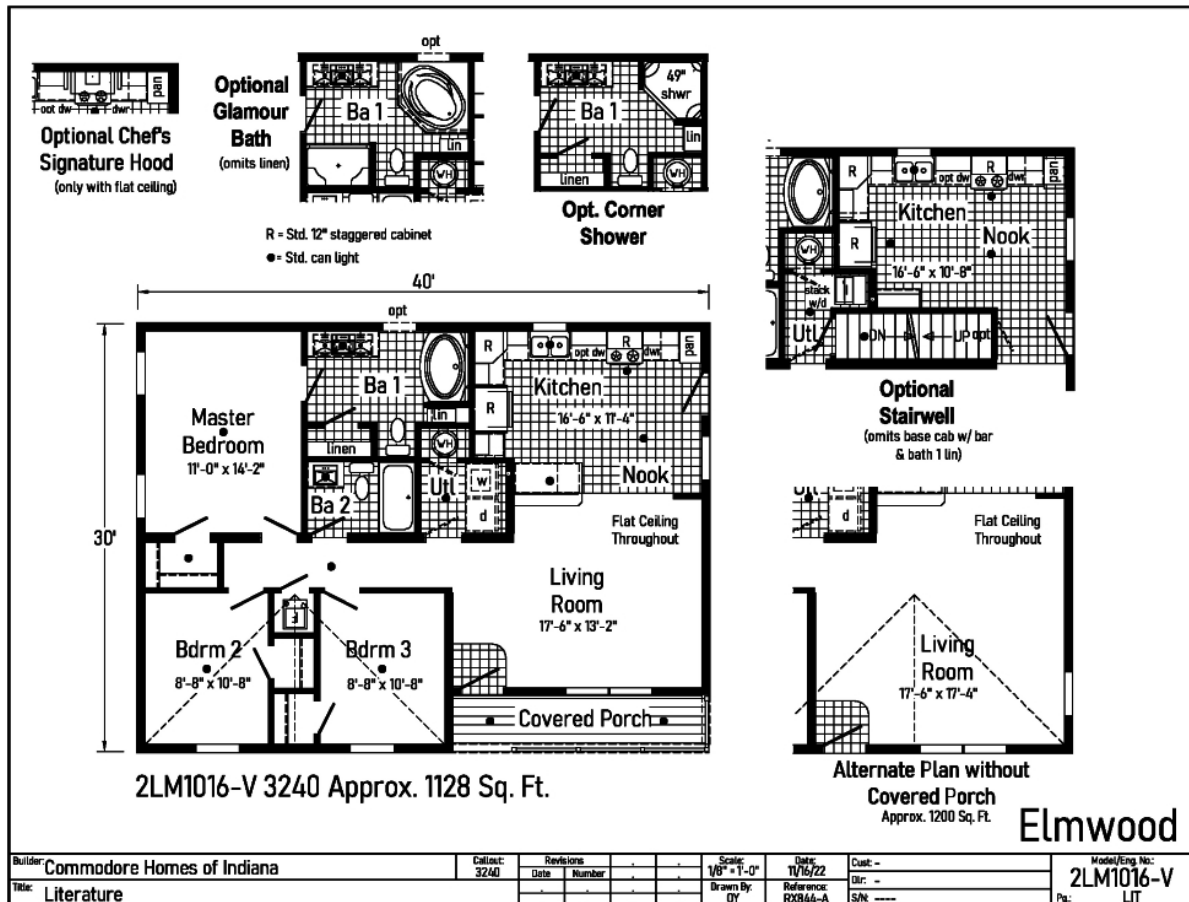 opt
Optional
Glamour
Bath
(omits linen)
Ba 1
lin
WH
opt dw
dwr
pan
Optional Chef's
Signature Hood
(only with flat ceiling)
49"
shwr
Ba 1
lin
linen
WH
Opt. Corner
Shower
R = Std. 12" staggered cabinet
● = Std. can light
R
opt dw
R
dwr
pan
Kitchen
Nook
WH
R
16'-6" x 10'-8"
stack
w/d
Utl
DN
UP opt
Optional
Stairwell
(omits base cab w/ bar
& bath 1 lin)
40'
30'
opt
R
opt dw
R
dwr
pan
Ba 1
Kitchen
16'-6" x 11'-4"
Master
Bedroom
11'-0" x 14'-2"
lin
R
linen
WH
Nook
Ba 2
Utl
w
d
Flat Ceiling
Throughout
Living
Room
17'-6" x 13'-2"
Bdrm 2
8'-8" x 10'-8"
Bdrm 3
8'-8" x 10'-8"
Covered Porch
2LM1016-V 3240 Approx. 1128 Sq. Ft.
Utl
d
Flat Ceiling
Throughout
Living
Room
17'-6" x 17'-4"
Alternate Plan without
Covered Porch
Approx. 1200 Sq. Ft.
Elmwood
Builder: Commodore Homes of Indiana
Title: Literature
Callout:
3240
Revisions
Date Number
Scale:
1/8" = 1'-0"
Drawn By:
DY
Date:
11/16/22
Reference:
RX844-A
Cust: -
Dlr: -
S/N: ----
Model/Eng. No.:
2LM1016-V
Pg.: LIT